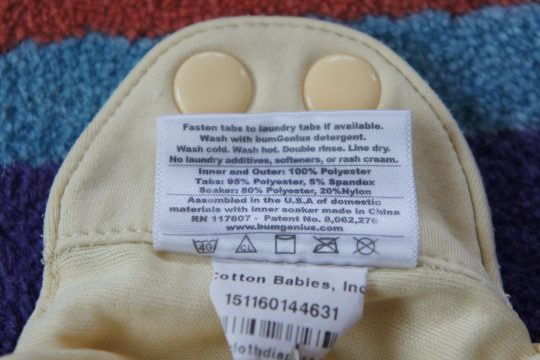 Fasten tabs to laundry tabs if available.
Wash with bumGenius detergent.
Wash cold. Wash hot. Double rinse. Line dry.
No laundry additives, softeners, or rash cream.
Inner and Outer: 100% Polyester
Tabs: 95% Polyester, 5% Spandex
Soaker: 80% Polyester, 20%Nylon
Assembled in the U.S.A of domestic
materials with inner soaker made in China
RN 117607 - Patent No. 8,062,276
www.bumgenius.com
40 CL
Cotton Babies, Inc
151160144631